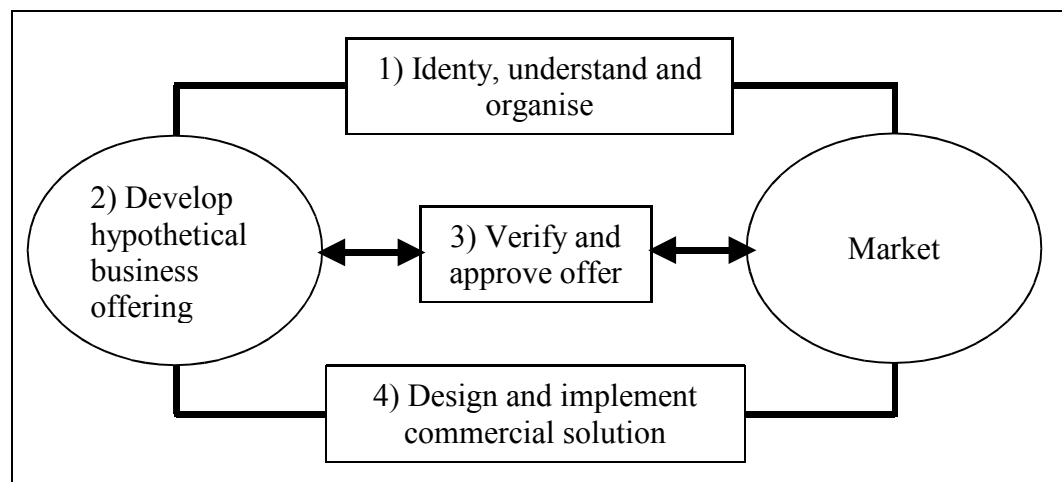 1) Identy, understand and
organise
2) Develop
hypothetical
business
offering
3) Verify and
approve offer
Market
4) Design and implement
commercial solution